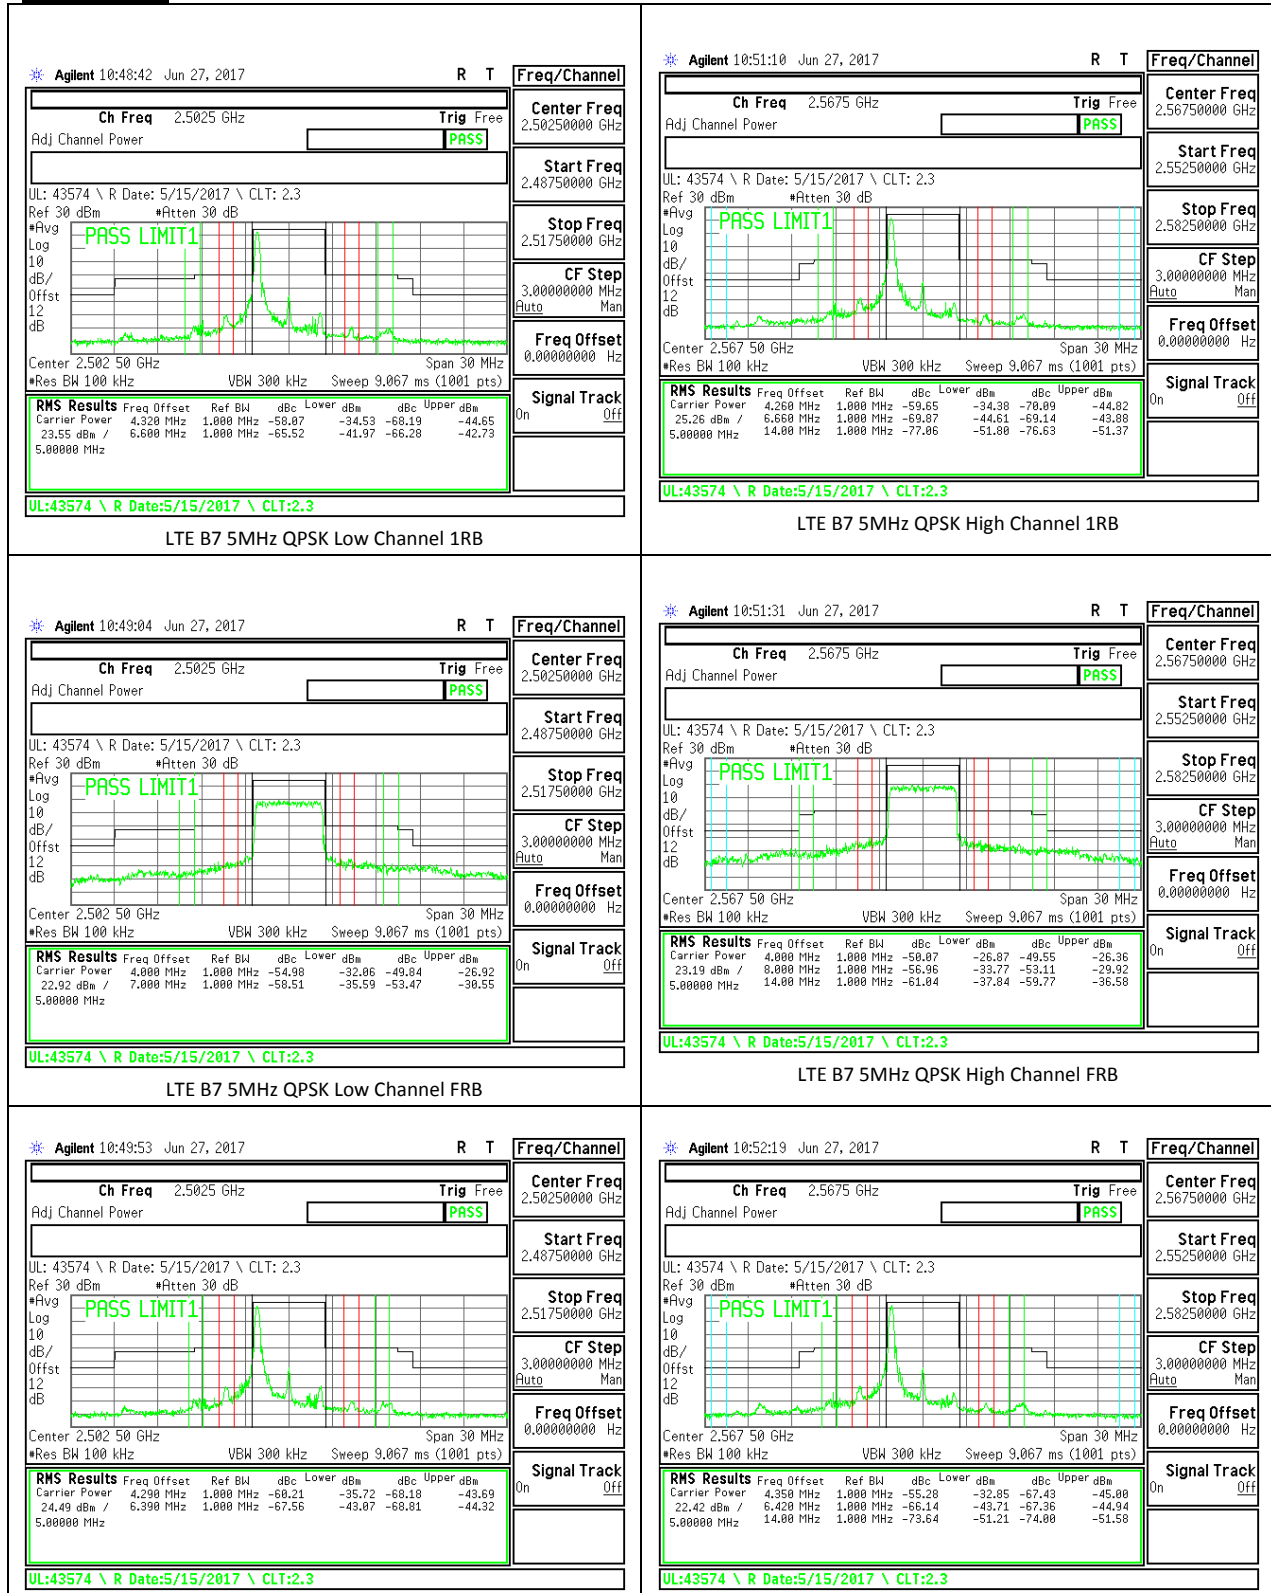 Agilent 10:48:42 Jun 27, 2017 R T
Freq/Channel
Ch Freq 2.5025 GHz Trig Free
Adj Channel Power PASS
UL: 43574 \ R Date: 5/15/2017 \ CLT: 2.3
Ref 30 dBm #Atten 30 dB
#Avg
Log
10
dB/
Offst
12
dB
PASS LIMIT1
Center 2.502 50 GHz Span 30 MHz
#Res BW 100 kHz VBW 300 kHz Sweep 9.067 ms (1001 pts)
RMS Results Freq Offset Ref BW dBc Lower dBm dBc Upper dBm
Carrier Power 4.320 MHz 1.000 MHz -58.07 -34.53 -68.19 -44.65
23.55 dBm / 6.600 MHz 1.000 MHz -65.52 -41.97 -66.28 -42.73
5.00000 MHz
UL:43574 \ R Date:5/15/2017 \ CLT:2.3
Center Freq
2.50250000 GHz
Start Freq
2.48750000 GHz
Stop Freq
2.51750000 GHz
CF Step
3.00000000 MHz
Auto Man
Freq Offset
0.00000000 Hz
Signal Track
On Off
LTE B7 5MHz QPSK Low Channel 1RB
Agilent 10:51:10 Jun 27, 2017 R T
Freq/Channel
Ch Freq 2.5675 GHz Trig Free
Adj Channel Power PASS
UL: 43574 \ R Date: 5/15/2017 \ CLT: 2.3
Ref 30 dBm #Atten 30 dB
#Avg
Log
10
dB/
Offst
12
dB
PASS LIMIT1
Center 2.567 50 GHz Span 30 MHz
#Res BW 100 kHz VBW 300 kHz Sweep 9.067 ms (1001 pts)
RMS Results Freq Offset Ref BW dBc Lower dBm dBc Upper dBm
Carrier Power 4.260 MHz 1.000 MHz -59.65 -34.38 -70.09 -44.82
25.26 dBm / 6.660 MHz 1.000 MHz -69.87 -44.61 -69.14 -43.88
5.00000 MHz 14.00 MHz 1.000 MHz -77.06 -51.80 -76.63 -51.37
UL:43574 \ R Date:5/15/2017 \ CLT:2.3
Center Freq
2.56750000 GHz
Start Freq
2.55250000 GHz
Stop Freq
2.58250000 GHz
CF Step
3.00000000 MHz
Auto Man
Freq Offset
0.00000000 Hz
Signal Track
On Off
LTE B7 5MHz QPSK High Channel 1RB
Agilent 10:49:04 Jun 27, 2017 R T
Freq/Channel
Ch Freq 2.5025 GHz Trig Free
Adj Channel Power PASS
UL: 43574 \ R Date: 5/15/2017 \ CLT: 2.3
Ref 30 dBm #Atten 30 dB
#Avg
Log
10
dB/
Offst
12
dB
PASS LIMIT1
Center 2.502 50 GHz Span 30 MHz
#Res BW 100 kHz VBW 300 kHz Sweep 9.067 ms (1001 pts)
RMS Results Freq Offset Ref BW dBc Lower dBm dBc Upper dBm
Carrier Power 4.000 MHz 1.000 MHz -54.98 -32.06 -49.84 -26.92
22.92 dBm / 7.000 MHz 1.000 MHz -58.51 -35.59 -53.47 -30.55
5.00000 MHz
UL:43574 \ R Date:5/15/2017 \ CLT:2.3
Center Freq
2.50250000 GHz
Start Freq
2.48750000 GHz
Stop Freq
2.51750000 GHz
CF Step
3.00000000 MHz
Auto Man
Freq Offset
0.00000000 Hz
Signal Track
On Off
LTE B7 5MHz QPSK Low Channel FRB
Agilent 10:51:31 Jun 27, 2017 R T
Freq/Channel
Ch Freq 2.5675 GHz Trig Free
Adj Channel Power PASS
UL: 43574 \ R Date: 5/15/2017 \ CLT: 2.3
Ref 30 dBm #Atten 30 dB
#Avg
Log
10
dB/
Offst
12
dB
PASS LIMIT1
Center 2.567 50 GHz Span 30 MHz
#Res BW 100 kHz VBW 300 kHz Sweep 9.067 ms (1001 pts)
RMS Results Freq Offset Ref BW dBc Lower dBm dBc Upper dBm
Carrier Power 4.000 MHz 1.000 MHz -50.07 -26.87 -49.55 -26.36
23.19 dBm / 8.000 MHz 1.000 MHz -56.96 -33.77 -53.11 -29.92
5.00000 MHz 14.00 MHz 1.000 MHz -61.04 -37.84 -59.77 -36.58
UL:43574 \ R Date:5/15/2017 \ CLT:2.3
Center Freq
2.56750000 GHz
Start Freq
2.55250000 GHz
Stop Freq
2.58250000 GHz
CF Step
3.00000000 MHz
Auto Man
Freq Offset
0.00000000 Hz
Signal Track
On Off
LTE B7 5MHz QPSK High Channel FRB
Agilent 10:49:53 Jun 27, 2017 R T
Freq/Channel
Ch Freq 2.5025 GHz Trig Free
Adj Channel Power PASS
UL: 43574 \ R Date: 5/15/2017 \ CLT: 2.3
Ref 30 dBm #Atten 30 dB
#Avg
Log
10
dB/
Offst
12
dB
PASS LIMIT1
Center 2.502 50 GHz Span 30 MHz
#Res BW 100 kHz VBW 300 kHz Sweep 9.067 ms (1001 pts)
RMS Results Freq Offset Ref BW dBc Lower dBm dBc Upper dBm
Carrier Power 4.290 MHz 1.000 MHz -60.21 -35.72 -68.18 -43.69
24.49 dBm / 6.390 MHz 1.000 MHz -67.56 -43.07 -68.81 -44.32
5.00000 MHz
UL:43574 \ R Date:5/15/2017 \ CLT:2.3
Center Freq
2.50250000 GHz
Start Freq
2.48750000 GHz
Stop Freq
2.51750000 GHz
CF Step
3.00000000 MHz
Auto Man
Freq Offset
0.00000000 Hz
Signal Track
On Off
Agilent 10:52:19 Jun 27, 2017 R T
Freq/Channel
Ch Freq 2.5675 GHz Trig Free
Adj Channel Power PASS
UL: 43574 \ R Date: 5/15/2017 \ CLT: 2.3
Ref 30 dBm #Atten 30 dB
#Avg
Log
10
dB/
Offst
12
dB
PASS LIMIT1
Center 2.567 50 GHz Span 30 MHz
#Res BW 100 kHz VBW 300 kHz Sweep 9.067 ms (1001 pts)
RMS Results Freq Offset Ref BW dBc Lower dBm dBc Upper dBm
Carrier Power 4.350 MHz 1.000 MHz -55.28 -32.85 -67.43 -45.00
22.42 dBm / 6.420 MHz 1.000 MHz -66.14 -43.71 -67.36 -44.94
5.00000 MHz 14.00 MHz 1.000 MHz -73.64 -51.21 -74.00 -51.58
UL:43574 \ R Date:5/15/2017 \ CLT:2.3
Center Freq
2.56750000 GHz
Start Freq
2.55250000 GHz
Stop Freq
2.58250000 GHz
CF Step
3.00000000 MHz
Auto Man
Freq Offset
0.00000000 Hz
Signal Track
On Off